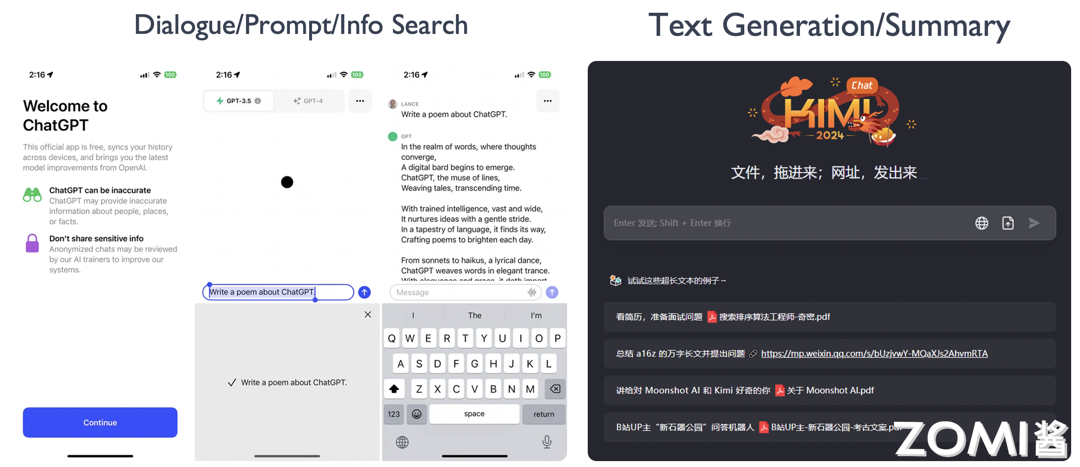 Dialogue/Prompt/Info Search
Text Generation/Summary
2:16
100
Welcome to
ChatGPT
This official app is free, syncs your history
across devices, and brings you the latest
model improvements from OpenAI.
ChatGPT can be inaccurate
ChatGPT may provide inaccurate
information about people, places,
or facts.
Don't share sensitive info
Anonymized chats may be reviewed
by our AI trainers to improve our
systems.
Continue
2:16
100
GPT-3.5
GPT-4
Write a poem about ChatGPT.
Write a poem about ChatGPT.
2:16
100
LANCE
Write a poem about ChatGPT.
GPT
In the realm of words, where thoughts
converge,
A digital bard begins to emerge.
ChatGPT, the muse of lines,
Weaving tales, transcending time.
With trained intelligence, vast and wide,
It nurtures ideas with a gentle stride.
In a tapestry of language, it finds its way,
Crafting poems to brighten each day.
From sonnets to haikus, a lyrical dance,
ChatGPT weaves words in elegant trance.
With eloquence and grace, it doth impart
Message
I The I'm
Q W E R T Y U I O P
A S D F G H J K L
Z X C V B N M
123 space return
Chat
KIMI
2024
文件，拖进来；网址，发出来
Enter 发送; Shift + Enter 换行
试试这些超长文本的例子~
看简历，准备面试问题 搜索排序算法工程师-奇密.pdf
总结 a16z 的万字长文并提出问题 https://mp.weixin.qq.com/s/bUzjvwY-MQaXJs2AhvmRTA
讲给对 Moonshot AI 和 Kimi 好奇的你 关于 Moonshot AI.pdf
B站UP主“新石器公园”问答机器人 B站UP主-新石器公园-考古文案.pdf
ZOMI酱